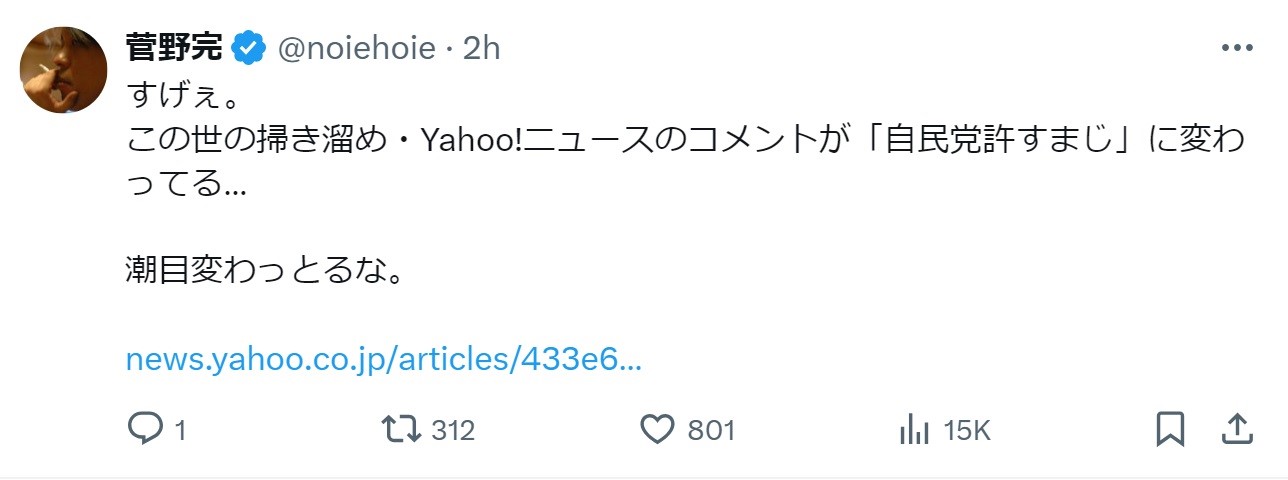 菅野完 @noiehoie · 2h
すげぇ。
この世の掃き溜め・Yahoo!ニュースのコメントが「自民党許すまじ」に変わ
ってる...
潮目変わっとるな。
news.yahoo.co.jp/articles/433e6...
1 312 801 15K